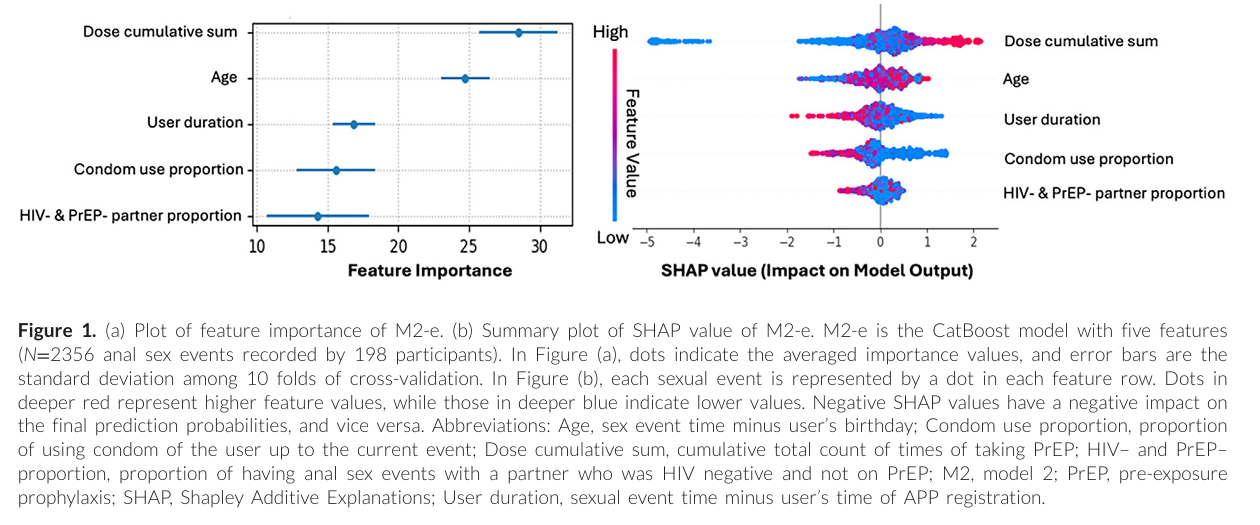 Dose cumulative sum
Age
User duration
Condom use proportion
HIV- & PrEP- partner proportion
10 15 20 25 30
Feature Importance
High
Feature Value
Low
Dose cumulative sum
Age
User duration
Condom use proportion
HIV- & PrEP- partner proportion
−5 −4 −3 −2 −1 0 1 2
SHAP value (Impact on Model Output)
Figure 1. (a) Plot of feature importance of M2-e. (b) Summary plot of SHAP value of M2-e. M2-e is the CatBoost model with five features
(N=2356 anal sex events recorded by 198 participants). In Figure (a), dots indicate the averaged importance values, and error bars are the
standard deviation among 10 folds of cross-validation. In Figure (b), each sexual event is represented by a dot in each feature row. Dots in
deeper red represent higher feature values, while those in deeper blue indicate lower values. Negative SHAP values have a negative impact on
the final prediction probabilities, and vice versa. Abbreviations: Age, sex event time minus user’s birthday; Condom use proportion, proportion
of using condom of the user up to the current event; Dose cumulative sum, cumulative total count of times of taking PrEP; HIV– and PrEP–
proportion, proportion of having anal sex events with a partner who was HIV negative and not on PrEP; M2, model 2; PrEP, pre-exposure
prophylaxis; SHAP, Shapley Additive Explanations; User duration, sexual event time minus user’s time of APP registration.